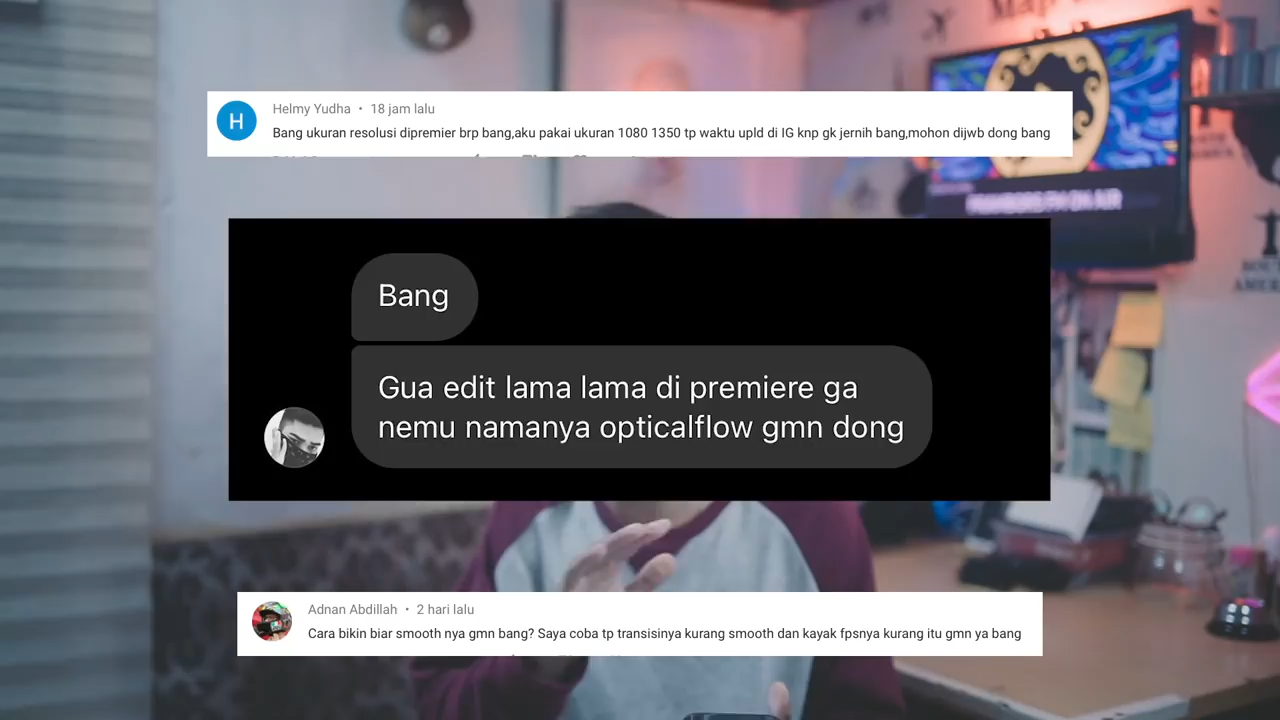 Helmy Yudha • 18 jam lalu
H
Bang ukuran resolusi dipremier brp bang,aku pakai ukuran 1080 1350 tp waktu upld di IG knp gk jernih bang,mohon dijwb dong bang
Bang
Gua edit lama lama di premiere ga
nemu namanya opticalflow gmn dong
Adnan Abdillah • 2 hari lalu
Cara bikin biar smooth nya gmn bang? Saya coba tp transisinya kurang smooth dan kayak fpsnya kurang itu gmn ya bang